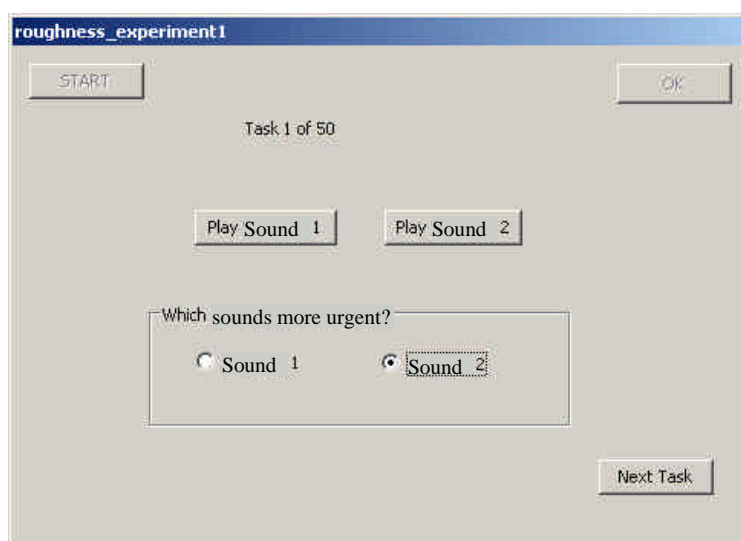 roughness_experiment1
START
OK
Task 1 of 50
Play Sound 1
Play Sound 2
Which sounds more urgent?
Sound 1
Sound 2
Next Task